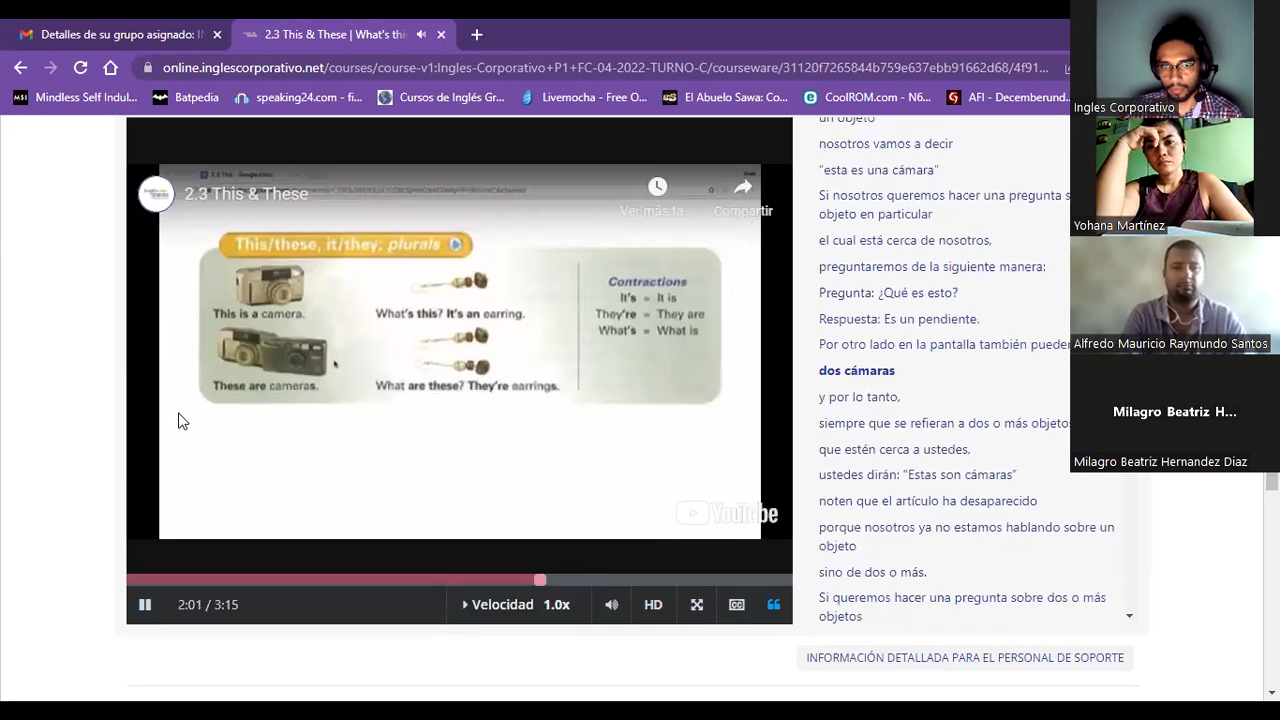 Detalles de su grupo asignado: I
2.3 This & These | What's this
online.inglescorporativo.net/courses/course-v1:Ingles-Corporativo+P1+FC-04-2022-TURNO-C/courseware/31120f7265844b759e637ebb91662d68/4f91...
Mindless Self Indul...
Batpedia
speaking24.com - fi...
Cursos de Inglés Gr...
Livemocha - Free O...
El Abuelo Sawa: Co...
CoolROM.com - N6...
AFI - Decemberund...
2.3 This & These
Ver más ta...
Compartir
This/these, it/they; plurals
This is a camera.
What's this? It's an earring.
These are cameras.
What are these? They're earrings.
Contractions
It's = It is
They're = They are
What's = What is
YouTube
2:01 / 3:15
Velocidad 1.0x
HD
CC
un objeto
nosotros vamos a decir
“esta es una cámara”
Si nosotros queremos hacer una pregunta s
objeto en particular
el cual está cerca de nosotros,
preguntaremos de la siguiente manera:
Pregunta: ¿Qué es esto?
Respuesta: Es un pendiente.
Por otro lado en la pantalla también pueden
dos cámaras
y por lo tanto,
siempre que se refieran a dos o más objetos
que estén cerca a ustedes,
ustedes dirán: “Estas son cámaras”
noten que el artículo ha desaparecido
porque nosotros ya no estamos hablando sobre un
objeto
sino de dos o más.
Si queremos hacer una pregunta sobre dos o más
objetos
INFORMACIÓN DETALLADA PARA EL PERSONAL DE SOPORTE
Ingles Corporativo
Yohana Martínez
Alfredo Mauricio Raymundo Santos
Milagro Beatriz H...
Milagro Beatriz Hernandez Diaz